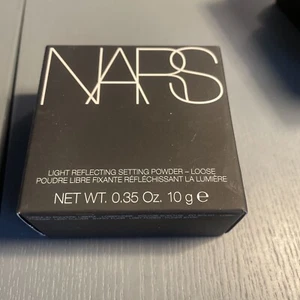 NARS
LIGHT REFLECTING SETTING POWDER – LOOSE
POUDRE LIBRE FIXANTE RÉFLÉCHISSANT LA LUMIÈRE
NET WT. 0.35 Oz. 10 g ℮